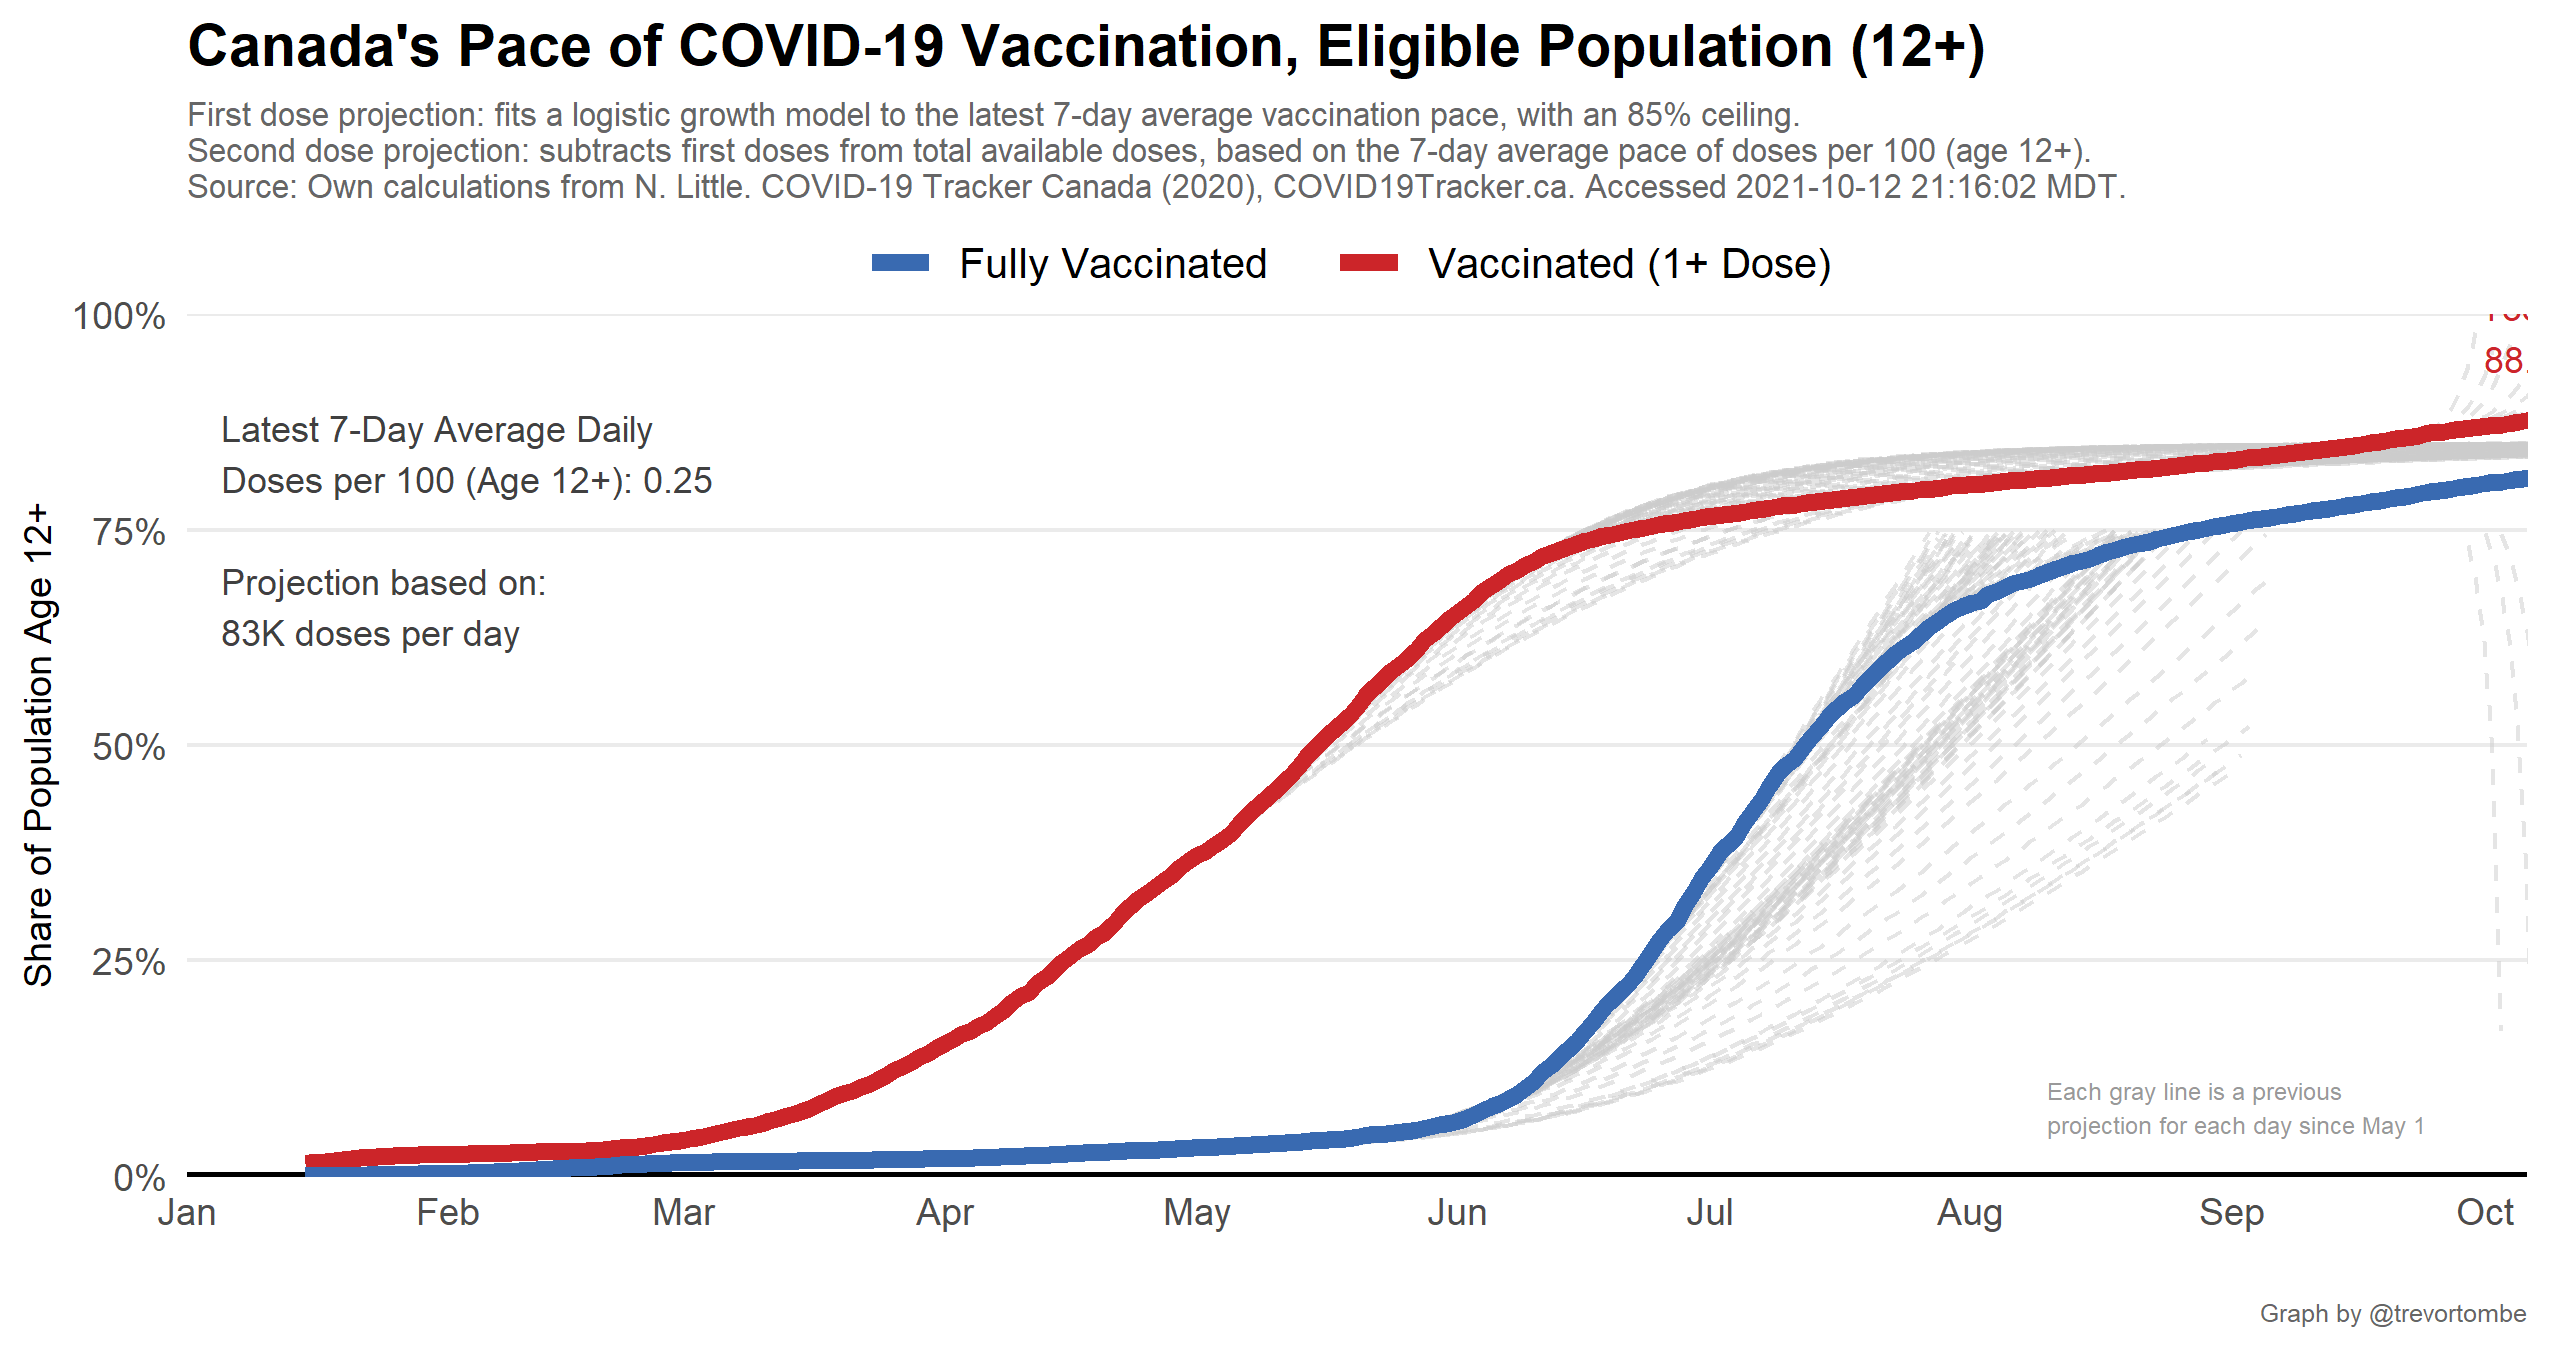 Canada's Pace of COVID-19 Vaccination, Eligible Population (12+)
First dose projection: fits a logistic growth model to the latest 7-day average vaccination pace, with an 85% ceiling.
Second dose projection: subtracts first doses from total available doses, based on the 7-day average pace of doses per 100 (age 12+).
Source: Own calculations from N. Little. COVID-19 Tracker Canada (2020), COVID19Tracker.ca. Accessed 2021-10-12 21:16:02 MDT.
Fully Vaccinated
Vaccinated (1+ Dose)
Share of Population Age 12+
100%
75%
50%
25%
0%
88.
Latest 7-Day Average Daily
Doses per 100 (Age 12+): 0.25
Projection based on:
83K doses per day
Each gray line is a previous
projection for each day since May 1
Jan
Feb
Mar
Apr
May
Jun
Jul
Aug
Sep
Oct
Graph by @trevortombe